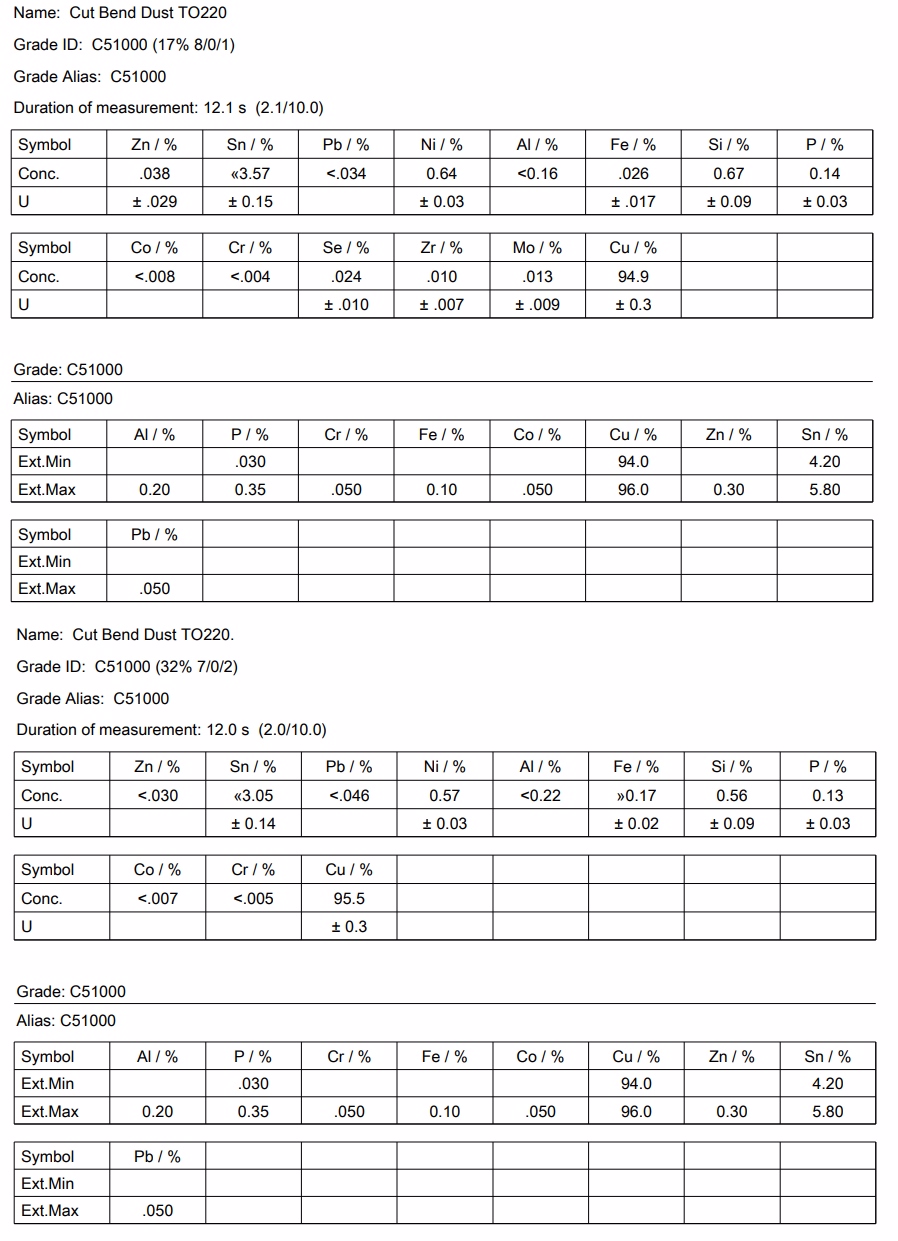 Name: Cut Bend Dust TO220
Grade ID: C51000 (17% 8/0/1)
Grade Alias: C51000
Duration of measurement: 12.1 s (2.1/10.0)
Symbol Zn / % Sn / % Pb / % Ni / % Al / % Fe / % Si / % P / %
Conc. .038 «3.57 <.034 0.64 <0.16 .026 0.67 0.14
U ± .029 ± 0.15 ± 0.03 ± .017 ± 0.09 ± 0.03
Symbol Co / % Cr / % Se / % Zr / % Mo / % Cu / %
Conc. <.008 <.004 .024 .010 .013 94.9
U ± .010 ± .007 ± .009 ± 0.3
Grade: C51000
Alias: C51000
Symbol Al / % P / % Cr / % Fe / % Co / % Cu / % Zn / % Sn / %
Ext.Min .030 94.0 4.20
Ext.Max 0.20 0.35 .050 0.10 .050 96.0 0.30 5.80
Symbol Pb / %
Ext.Min
Ext.Max .050
Name: Cut Bend Dust TO220.
Grade ID: C51000 (32% 7/0/2)
Grade Alias: C51000
Duration of measurement: 12.0 s (2.0/10.0)
Symbol Zn / % Sn / % Pb / % Ni / % Al / % Fe / % Si / % P / %
Conc. <.030 «3.05 <.046 0.57 <0.22 »0.17 0.56 0.13
U ± 0.14 ± 0.03 ± 0.02 ± 0.09 ± 0.03
Symbol Co / % Cr / % Cu / %
Conc. <.007 <.005 95.5
U ± 0.3
Grade: C51000
Alias: C51000
Symbol Al / % P / % Cr / % Fe / % Co / % Cu / % Zn / % Sn / %
Ext.Min .030 94.0 4.20
Ext.Max 0.20 0.35 .050 0.10 .050 96.0 0.30 5.80
Symbol Pb / %
Ext.Min
Ext.Max .050